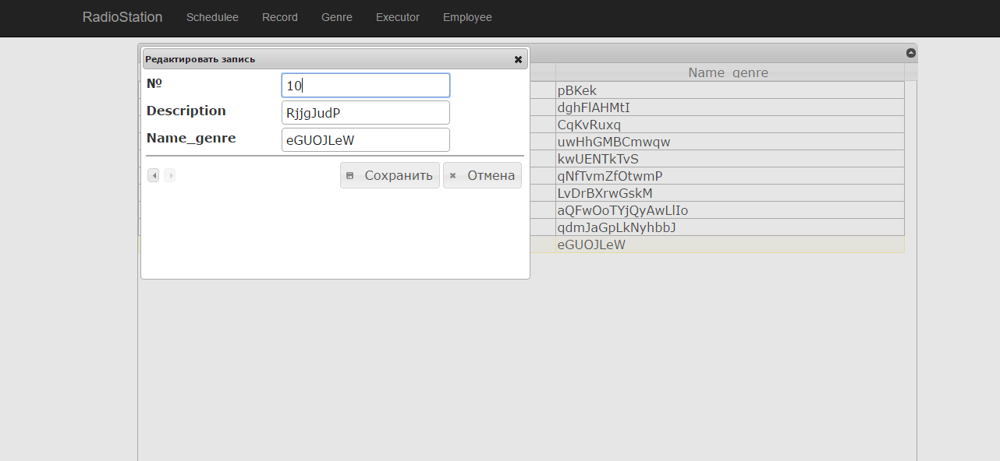 RadioStation Schedulee Record Genre Executor Employee
Редактировать запись
№ 10
Description RjjgJudP
Name_genre eGUOJLeW
Сохранить Отмена
Name_genre
pBKek
dghFlAHMtI
CqKvRuxq
uwHhGMBCmwqw
kwUENTkTvS
qNfTvmZfOtwmP
LvDrBXrwGskM
aQFwOoTYjQyAwLlIo
qdmJaGpLkNyhbbJ
eGUOJLeW